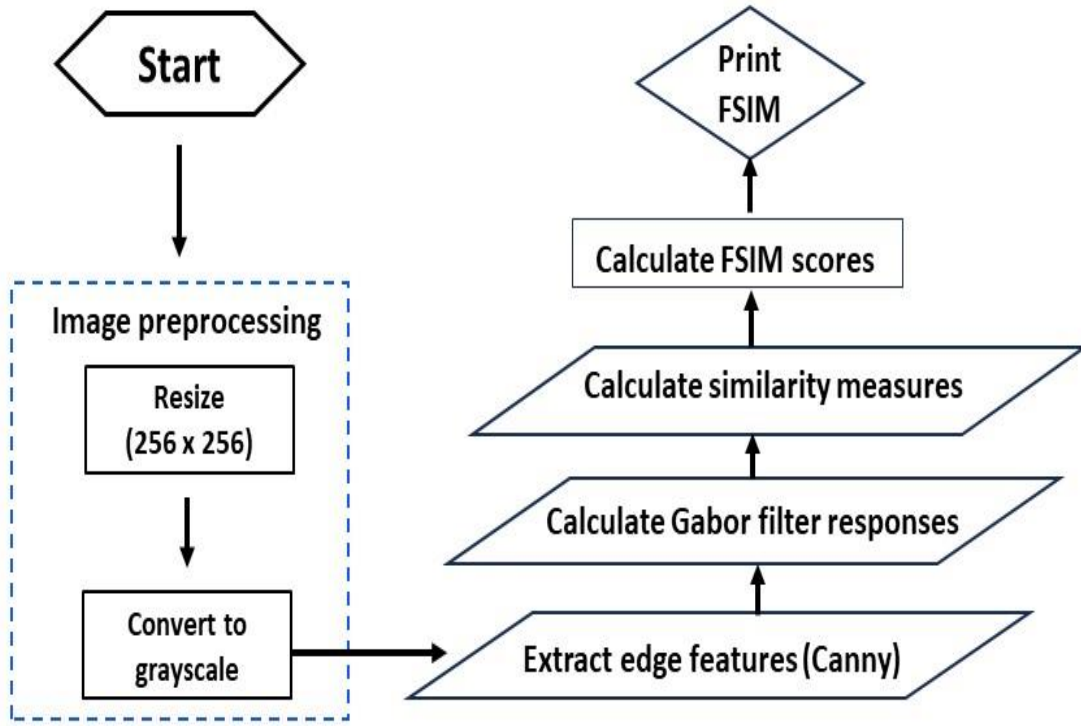 Start
Image preprocessing
Resize
(256 x 256)
Convert to
grayscale
Extract edge features (Canny)
Calculate Gabor filter responses
Calculate similarity measures
Calculate FSIM scores
Print
FSIM